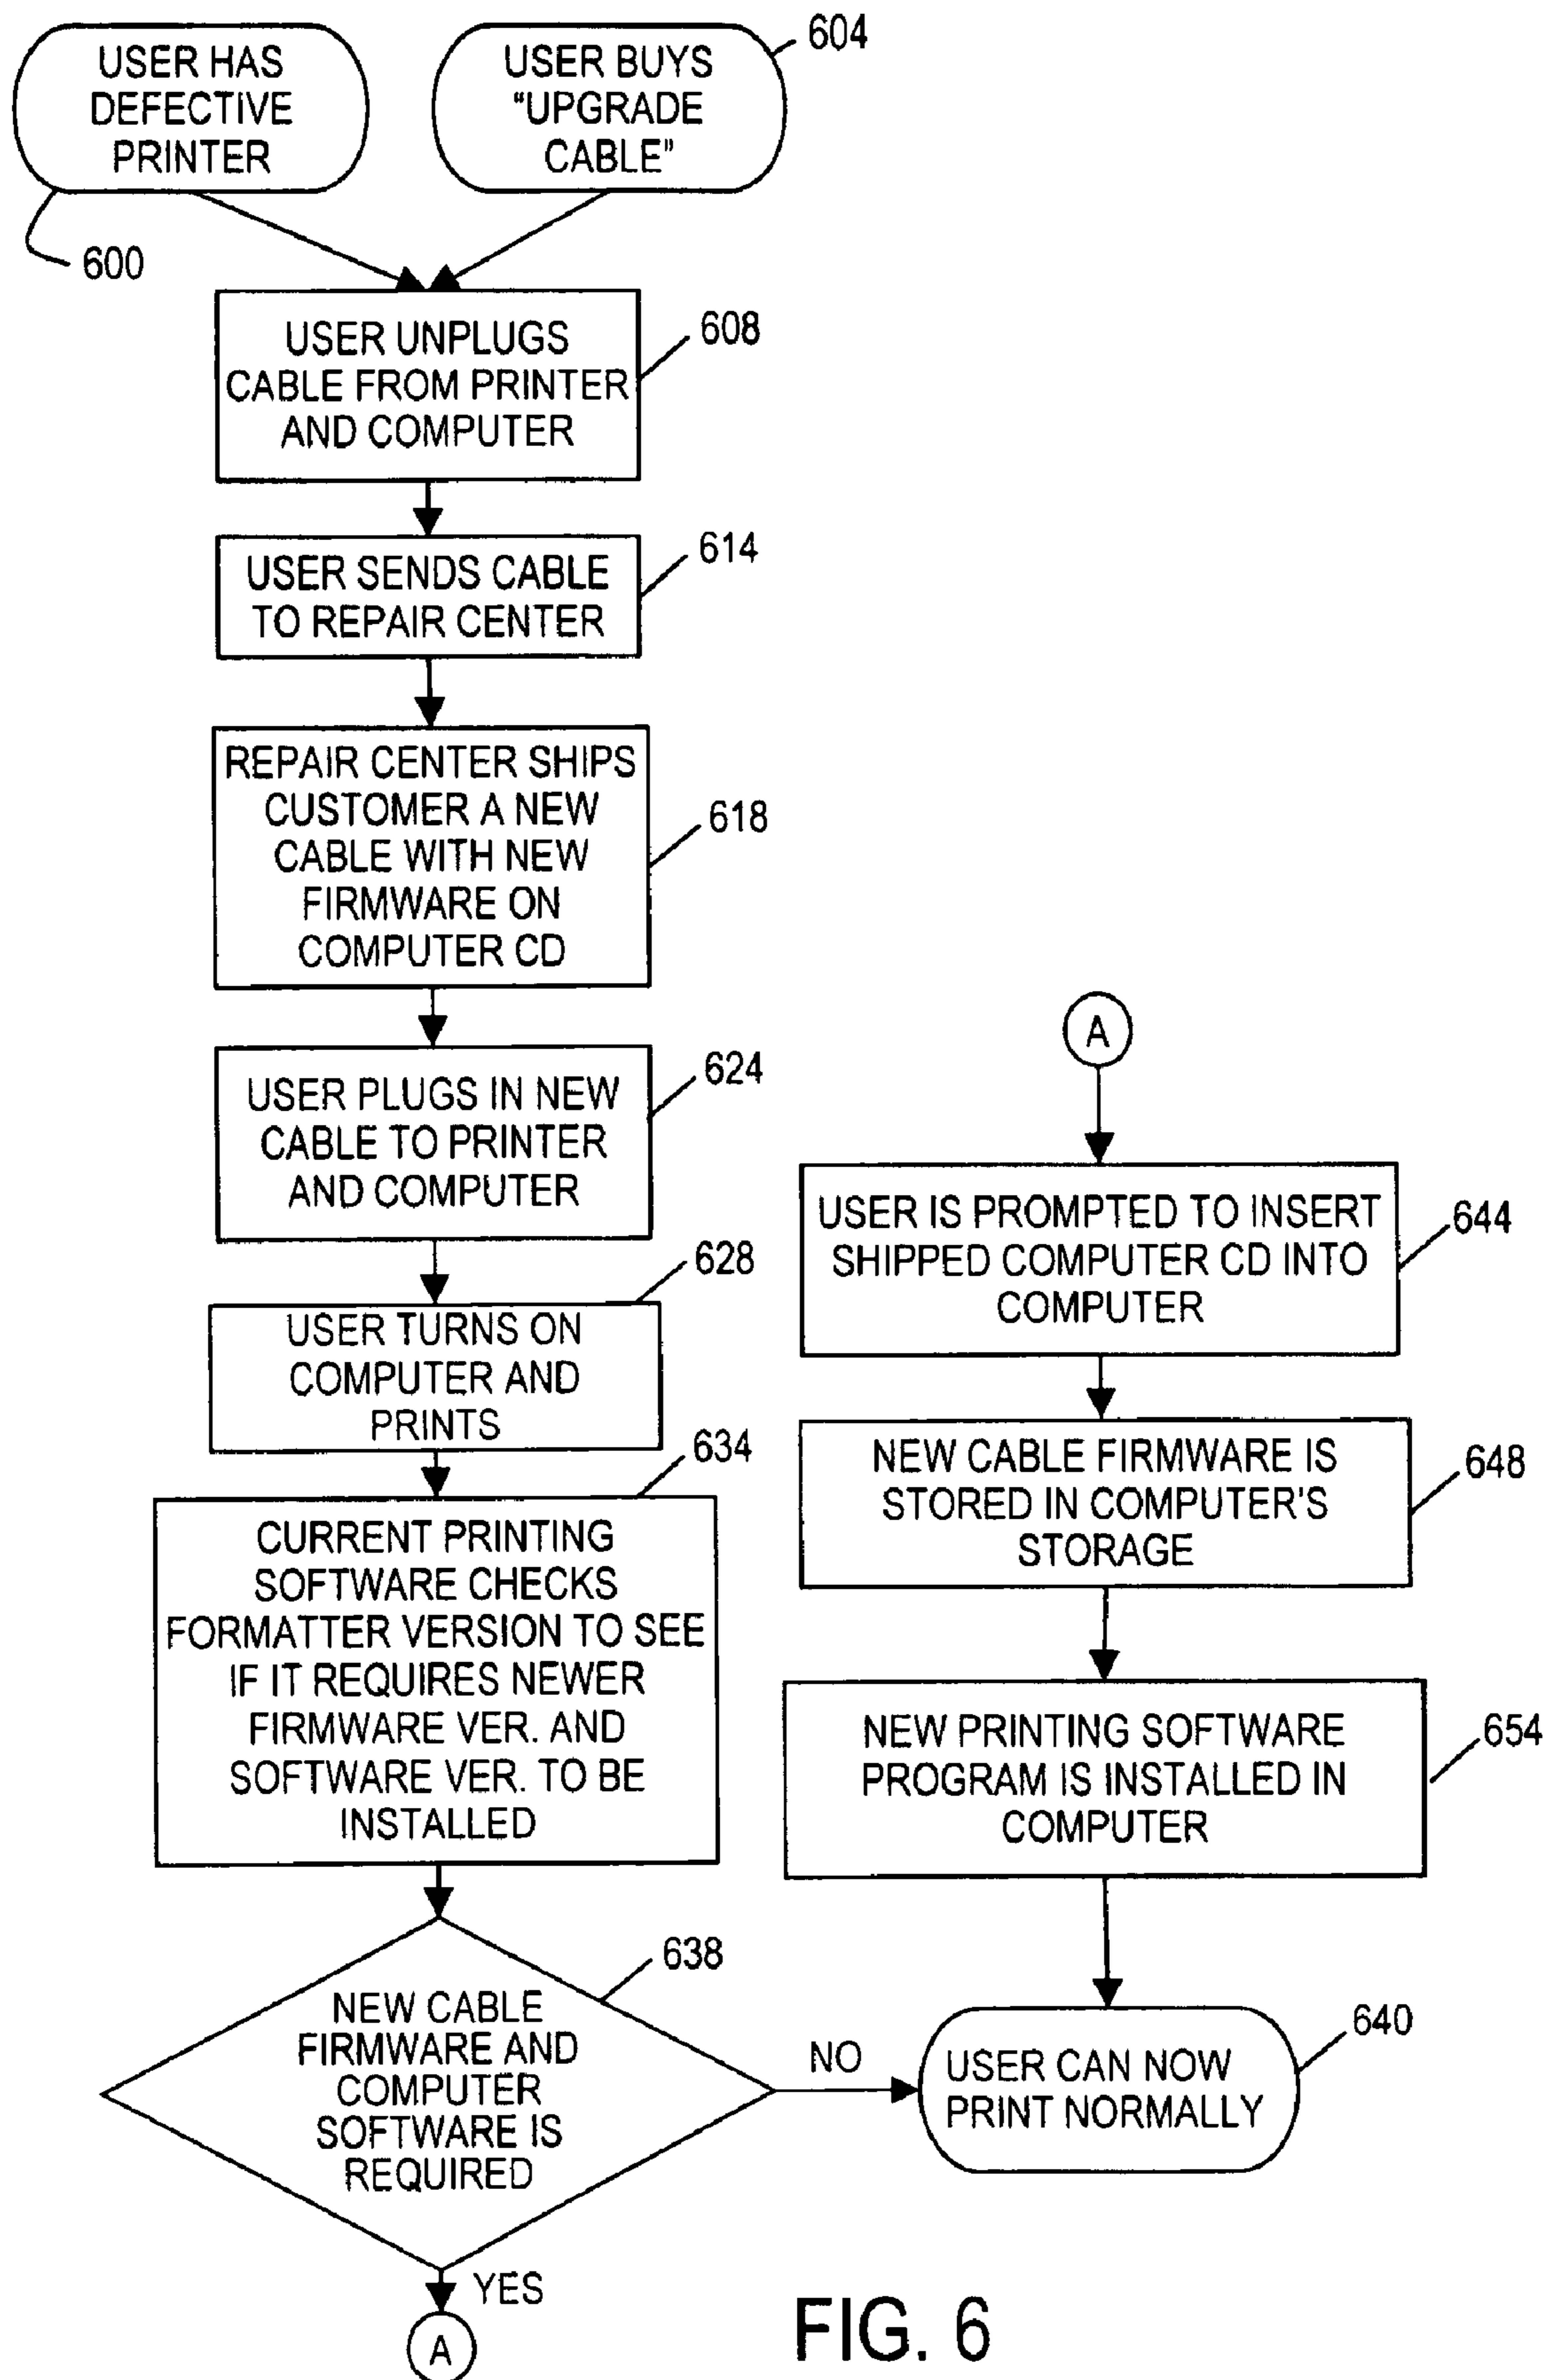 USER HAS
DEFECTIVE
PRINTER
600
USER BUYS
"UPGRADE
CABLE"
604
USER UNPLUGS
CABLE FROM PRINTER
AND COMPUTER
608
USER SENDS CABLE
TO REPAIR CENTER
614
REPAIR CENTER SHIPS
CUSTOMER A NEW
CABLE WITH NEW
FIRMWARE ON
COMPUTER CD
618
USER PLUGS IN NEW
CABLE TO PRINTER
AND COMPUTER
624
USER TURNS ON
COMPUTER AND
PRINTS
628
CURRENT PRINTING
SOFTWARE CHECKS
FORMATTER VERSION TO SEE
IF IT REQUIRES NEWER
FIRMWARE VER. AND
SOFTWARE VER. TO BE
INSTALLED
634
NEW CABLE
FIRMWARE AND
COMPUTER
SOFTWARE IS
REQUIRED
638
NO
YES
A
A
USER IS PROMPTED TO INSERT
SHIPPED COMPUTER CD INTO
COMPUTER
644
NEW CABLE FIRMWARE IS
STORED IN COMPUTER'S
STORAGE
648
NEW PRINTING SOFTWARE
PROGRAM IS INSTALLED IN
COMPUTER
654
USER CAN NOW
PRINT NORMALLY
640
FIG. 6